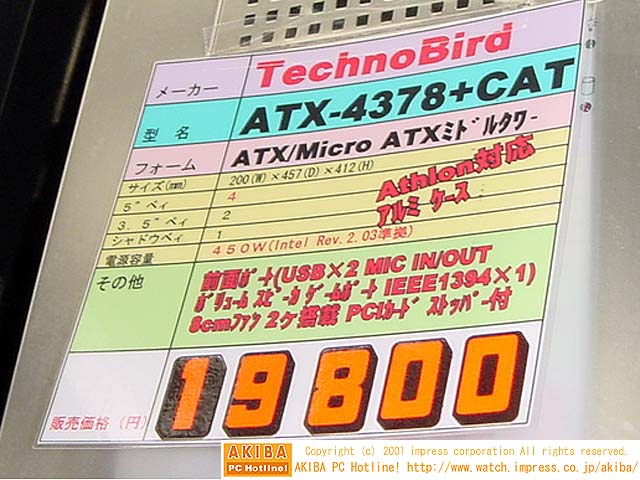 メーカー TechnoBird
型 名 ATX-4378+CAT
フォーム ATX/Micro ATXﾐﾄﾞﾙﾀﾜｰ
サイズ(mm) 200(W)×457(D)×412(H)
5"ベイ 4
3.5"ベィ 2
シャドウベィ 1
Athlon対応
アルミ ケース
電源容量 450W(Intel Rev.2.03準拠)
その他 前面ﾎﾟｰﾄ(USB×2 MIC IN/OUT
ﾎﾞﾘｭｰﾑ ｽﾋﾟｰｶ ｹﾞｰﾑﾎﾟｰﾄ IEEE1394×1)
8cmﾌｧﾝ 2ヶ搭載 PCIｶｰﾄﾞ ｽﾄｯﾊﾟｰ付
販売価格(円) 19800
AKIBA
PC Hotline!
Copyright (c) 2001 impress corporation All rights reserved.
AKIBA PC Hotline! http://www.watch.impress.co.jp/akiba/